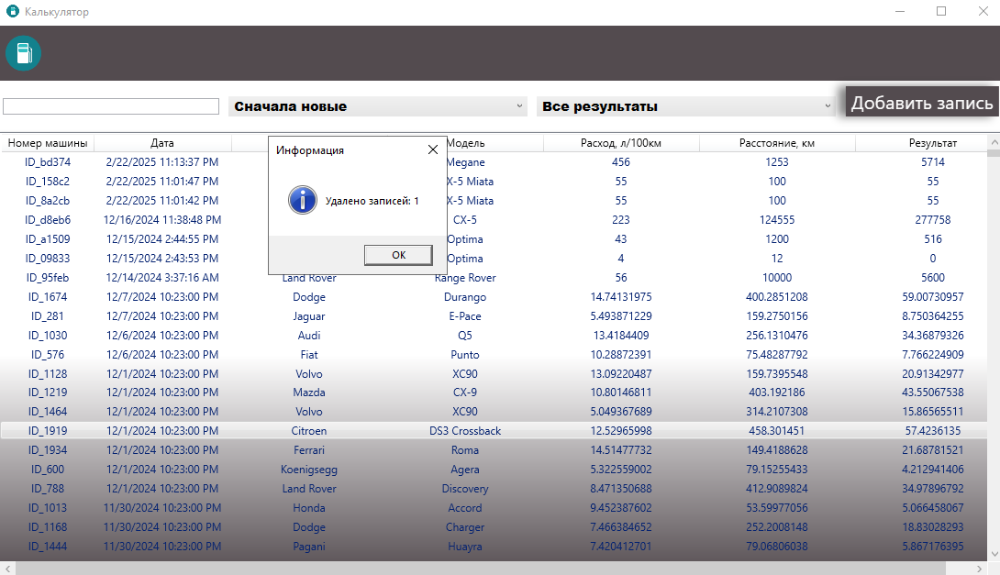 Калькулятор
Сначала новые Все результаты Добавить запись
Номер машины Дата Модель Расход, л/100км Расстояние, км Результат
Информация
Удалено записей: 1
OK
ID_bd374 2/22/2025 11:13:37 PM Megane 456 1253 5714
ID_158c2 2/22/2025 11:01:47 PM X-5 Miata 55 100 55
ID_8a2cb 2/22/2025 11:01:42 PM X-5 Miata 55 100 55
ID_d8eb6 12/16/2024 11:38:48 PM CX-5 223 124555 277758
ID_a1509 12/15/2024 2:44:55 PM Optima 43 1200 516
ID_09833 12/15/2024 2:43:53 PM Optima 4 12 0
ID_95feb 12/14/2024 3:37:16 AM Land Rover Range Rover 56 10000 5600
ID_1674 12/7/2024 10:23:00 PM Dodge Durango 14.74131975 400.2851208 59.00730957
ID_281 12/7/2024 10:23:00 PM Jaguar E-Pace 5.493871229 159.2750156 8.750364255
ID_1030 12/6/2024 10:23:00 PM Audi Q5 13.4184409 256.1310476 34.36879326
ID_576 12/6/2024 10:23:00 PM Fiat Punto 10.28872391 75.48287792 7.766224909
ID_1128 12/1/2024 10:23:00 PM Volvo XC90 13.09220487 159.7395548 20.91342977
ID_1219 12/1/2024 10:23:00 PM Mazda CX-9 10.80146811 403.192186 43.55067538
ID_1464 12/1/2024 10:23:00 PM Volvo XC90 5.049367689 314.2107308 15.86565511
ID_1919 12/1/2024 10:23:00 PM Citroen DS3 Crossback 12.52965998 458.301451 57.4236135
ID_1934 12/1/2024 10:23:00 PM Ferrari Roma 14.51477732 149.4188628 21.68781521
ID_600 12/1/2024 10:23:00 PM Koenigsegg Agera 5.322559002 79.15255433 4.212941406
ID_788 12/1/2024 10:23:00 PM Land Rover Discovery 8.471350688 412.9089824 34.97896792
ID_1013 11/30/2024 10:23:00 PM Honda Accord 9.452387602 53.59977056 5.066458067
ID_1168 11/30/2024 10:23:00 PM Dodge Charger 7.466384652 252.2008148 18.83028293
ID_1444 11/30/2024 10:23:00 PM Pagani Huayra 7.420412701 79.06806038 5.867176395